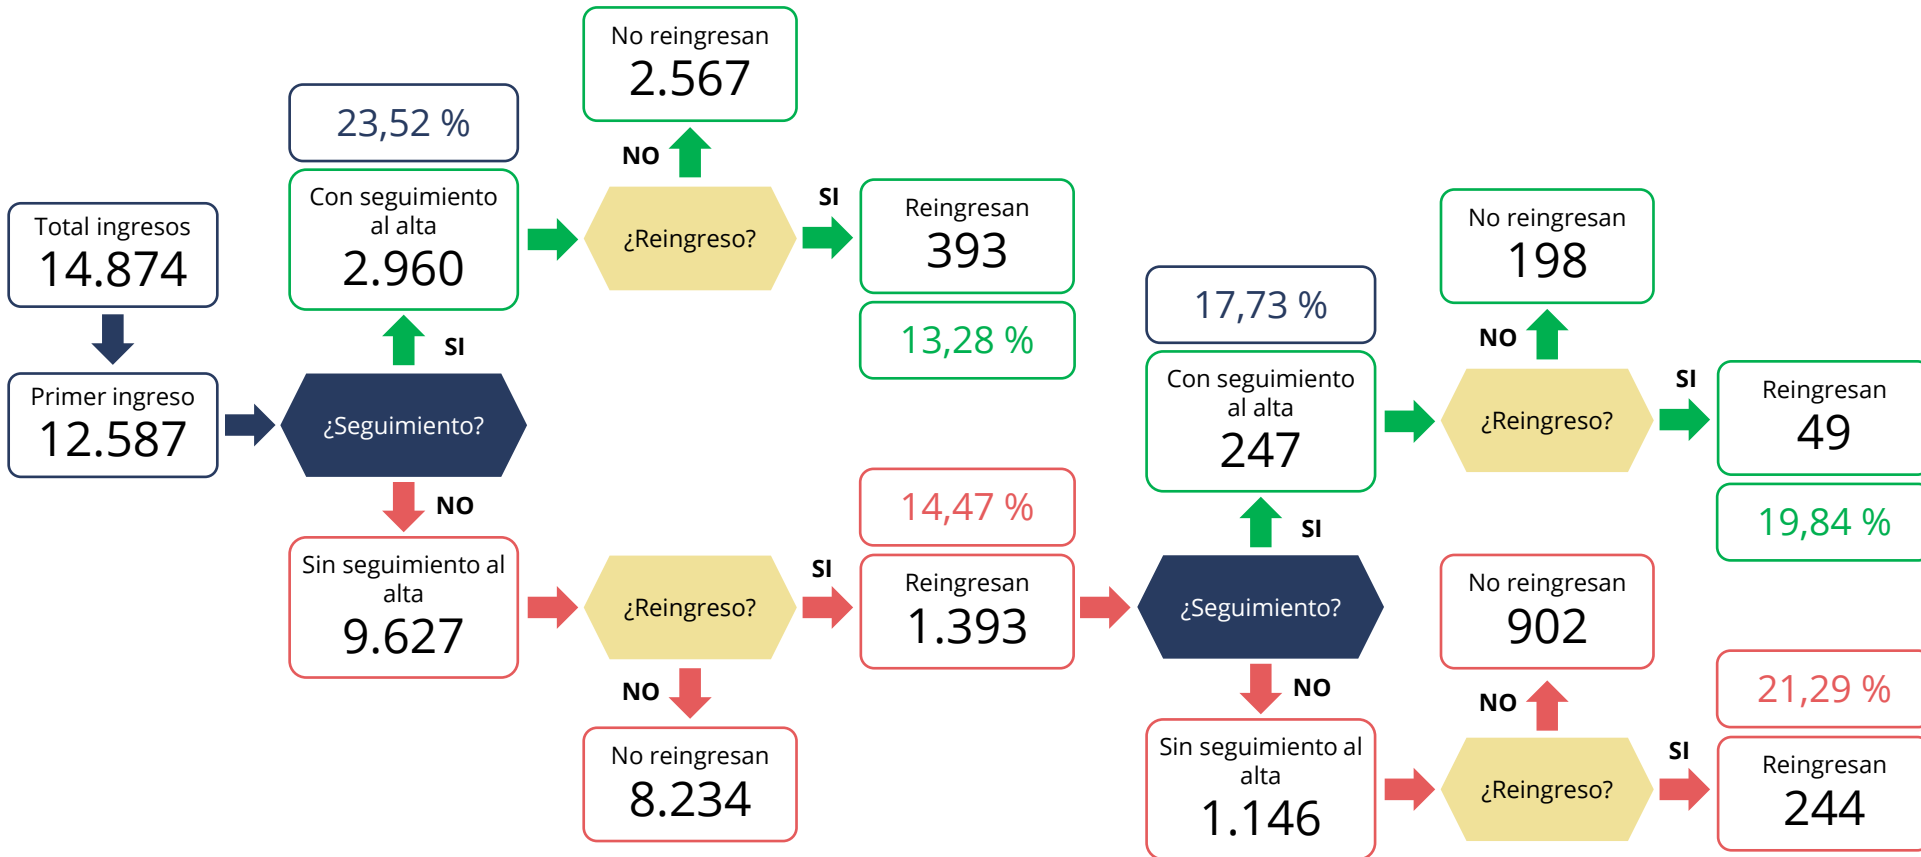 Total ingresos
14.874
Primer ingreso
12.587
¿Seguimiento?
SI
23,52 %
Con seguimiento
al alta
2.960
¿Reingreso?
NO
No reingresan
2.567
SI
Reingresan
393
13,28 %
NO
Sin seguimiento al
alta
9.627
¿Reingreso?
NO
No reingresan
8.234
SI
14,47 %
Reingresan
1.393
¿Seguimiento?
SI
17,73 %
Con seguimiento
al alta
247
¿Reingreso?
NO
No reingresan
198
SI
Reingresan
49
19,84 %
NO
Sin seguimiento al
alta
1.146
¿Reingreso?
NO
No reingresan
902
SI
21,29 %
Reingresan
244